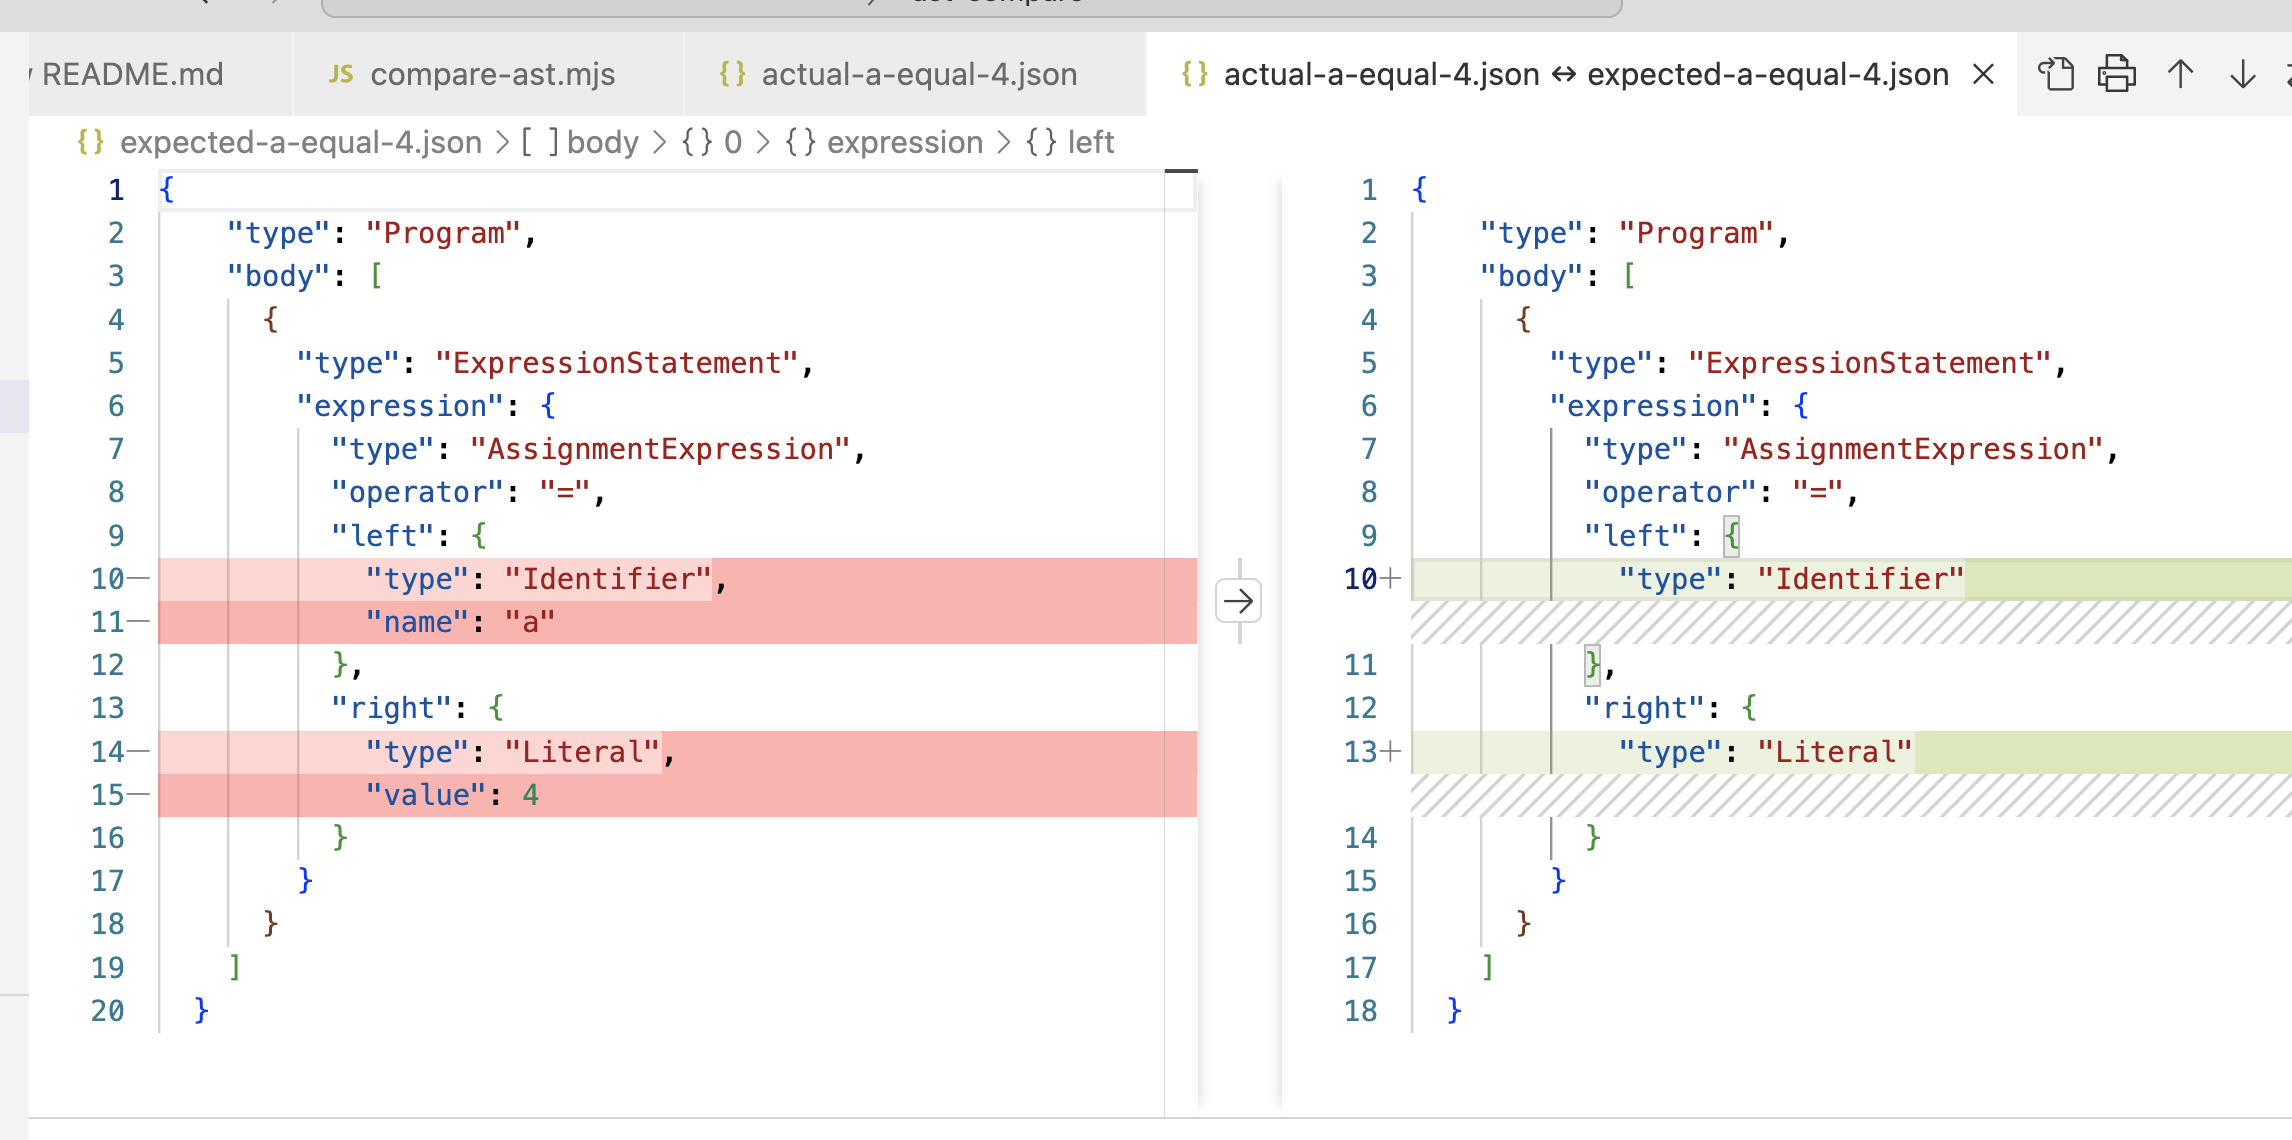 README.md
JS compare-ast.mjs
{} actual-a-equal-4.json
{} actual-a-equal-4.json ↔ expected-a-equal-4.json
{} expected-a-equal-4.json > [ ] body > {} 0 > {} expression > {} left
1 {
2 "type": "Program",
3 "body": [
4 {
5 "type": "ExpressionStatement",
6 "expression": {
7 "type": "AssignmentExpression",
8 "operator": "=",
9 "left": {
10— "type": "Identifier",
11— "name": "a"
12 },
13 "right": {
14— "type": "Literal",
15— "value": 4
16 }
17 }
18 }
19 ]
20 }
1 {
2 "type": "Program",
3 "body": [
4 {
5 "type": "ExpressionStatement",
6 "expression": {
7 "type": "AssignmentExpression",
8 "operator": "=",
9 "left": {
10+ "type": "Identifier"
11 },
12 "right": {
13+ "type": "Literal"
14 }
15 }
16 }
17 ]
18 }